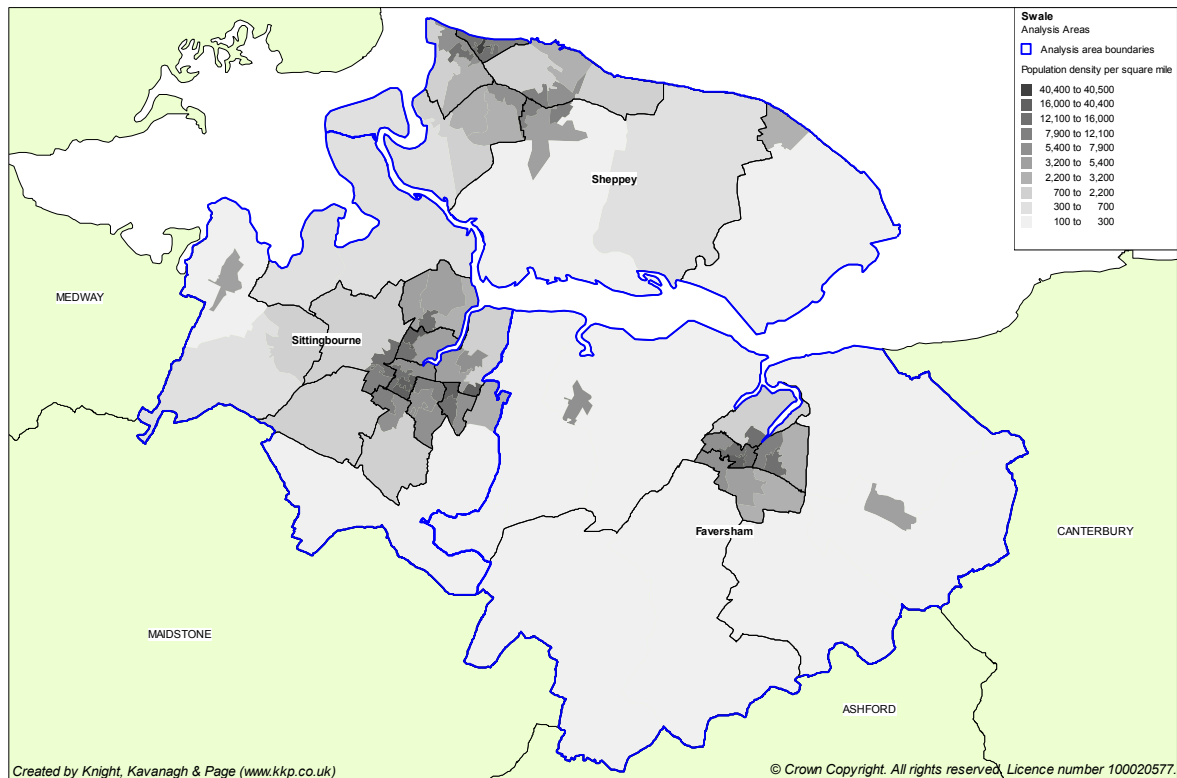 Swale
Analysis Areas
Analysis area boundaries
Population density per square mile
40,400 to 40,500
16,000 to 40,400
12,100 to 16,000
7,900 to 12,100
5,400 to 7,900
3,200 to 5,400
2,200 to 3,200
700 to 2,200
300 to 700
100 to 300
Sheppey
MEDWAY
Sittingbourne
Faversham
CANTERBURY
MAIDSTONE
ASHFORD
Created by Knight, Kavanagh & Page (www.kkp.co.uk)
© Crown Copyright. All rights reserved. Licence number 100020577.